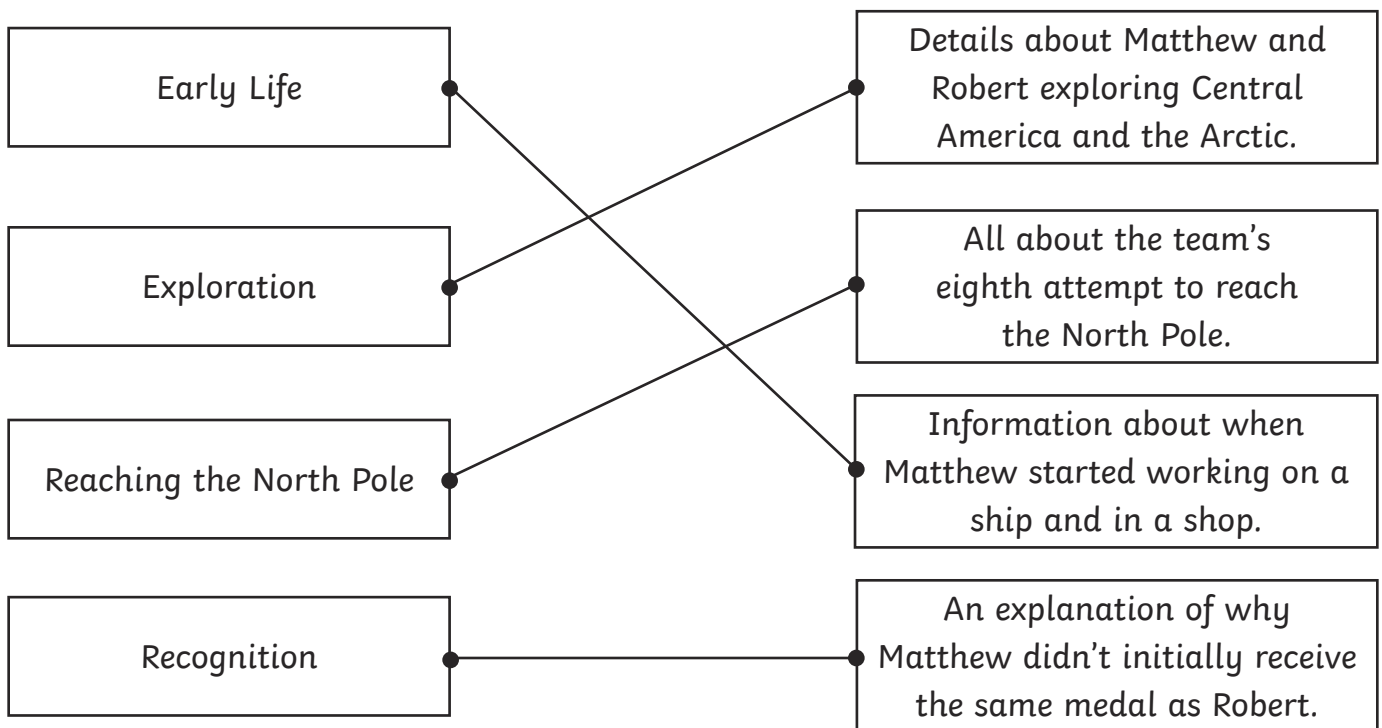 Early Life
Exploration
Reaching the North Pole
Recognition
Details about Matthew and
Robert exploring Central
America and the Arctic.
All about the team's
eighth attempt to reach
the North Pole.
Information about when
Matthew started working on a
ship and in a shop.
An explanation of why
Matthew didn't initially receive
the same medal as Robert.